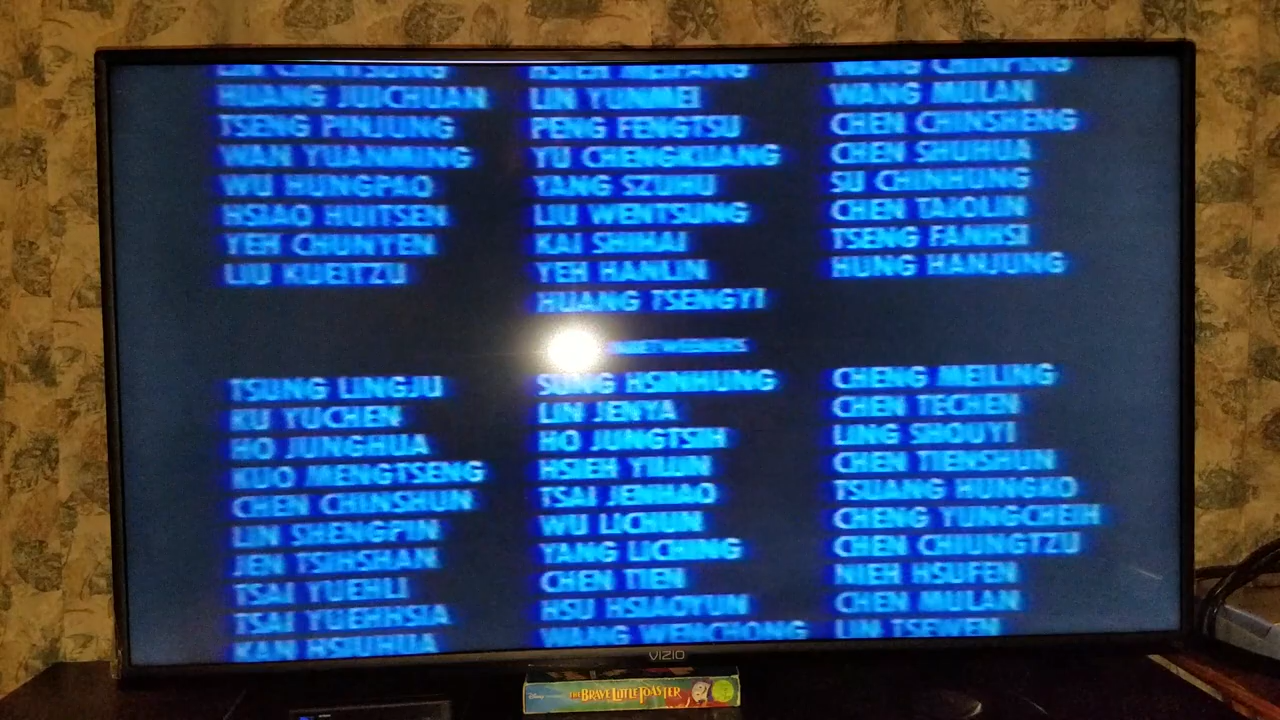 HUANG JUICHUAN LIN YUNMEI WANG MULAN
TSENG PINJUNG PENG FENGTSU CHEN CHINSHENG
WAN YUANMING YU CHENGKUANG CHEN SHUHUA
WU HUNGPAO YANG SZUHU SU CHINHUNG
HSIAO HUITSEN LIU WENTSUNG CHEN TAIOLIN
YEH CHUNYEN KAI SHIHAI TSENG FANHSI
LIU KUEITZU YEH HANLIN HUNG HANJUNG
HUANG TSENGYI
TSUNG LINGJU SUNG HSINHUNG CHENG MEILING
KU YUCHEN LIN JENYA CHEN TECHEN
HO JUNGHUA HO JUNGTSIH LING SHOUYI
KUO MENGTSENG HSIEH YILUN CHEN TIENSHUN
CHEN CHINSHUN TSAI JENHAO TSUANG HUNGKO
LIN SHENGPIN WU LICHUN CHENG YUNGCHEIH
JEN TSIHSHAN YANG LICHING CHEN CHIUNGTZU
TSAI YUEHLI CHEN TIEN NIEH HSUFEN
TSAI YUEHHSIA HSU HSIAOYUN CHEN MULAN
KAN HSIUHUA WANG WENCHONG LIN TSEWEN
VIZIO
Disney THE BRAVE LITTLE TOASTER